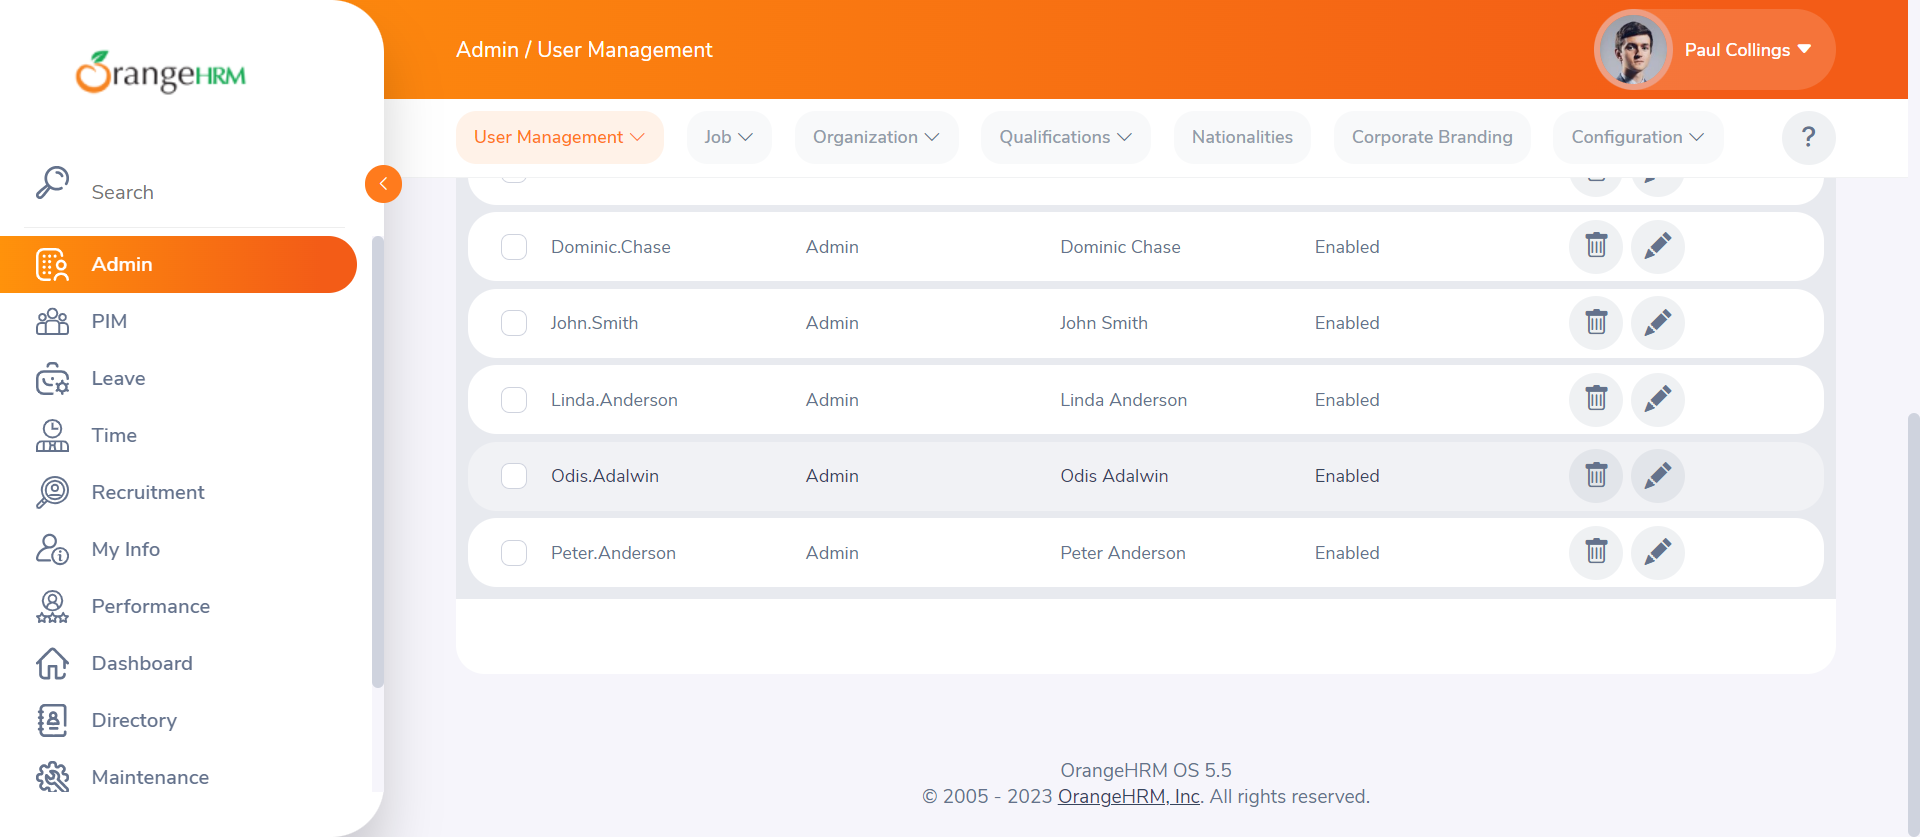 OrangeHRM
Admin / User Management
Paul Collings
User Management
Job
Organization
Qualifications
Nationalities
Corporate Branding
Configuration
?
Search
Admin
PIM
Leave
Time
Recruitment
My Info
Performance
Dashboard
Directory
Maintenance
Dominic.Chase Admin Dominic Chase Enabled
John.Smith Admin John Smith Enabled
Linda.Anderson Admin Linda Anderson Enabled
Odis.Adalwin Admin Odis Adalwin Enabled
Peter.Anderson Admin Peter Anderson Enabled
OrangeHRM OS 5.5
© 2005 - 2023 OrangeHRM, Inc. All rights reserved.